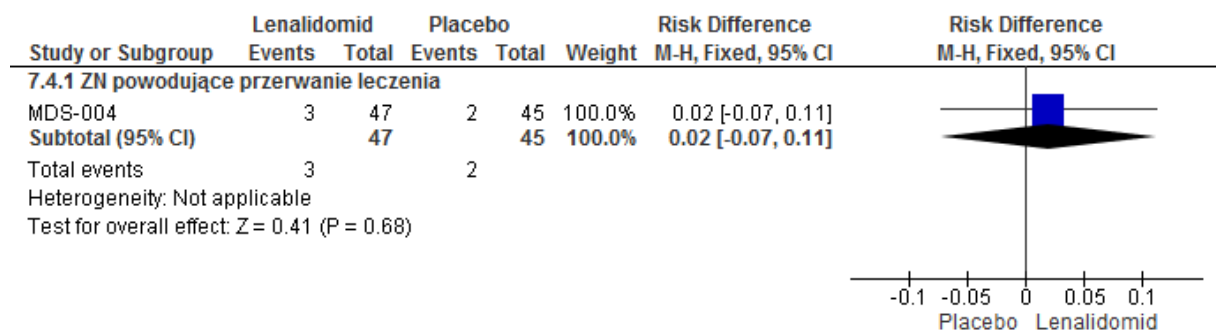 Lenalidomid Placebo Risk Difference Risk Difference
Study or Subgroup Events Total Events Total Weight M-H, Fixed, 95% CI M-H, Fixed, 95% CI
7.4.1 ZN powodujące przerwanie leczenia
MDS-004 3 47 2 45 100.0% 0.02 [-0.07, 0.11]
Subtotal (95% CI) 47 45 100.0% 0.02 [-0.07, 0.11]
Total events 3 2
Heterogeneity: Not applicable
Test for overall effect: Z = 0.41 (P = 0.68)
-0.1 -0.05 0 0.05 0.1
Placebo Lenalidomid